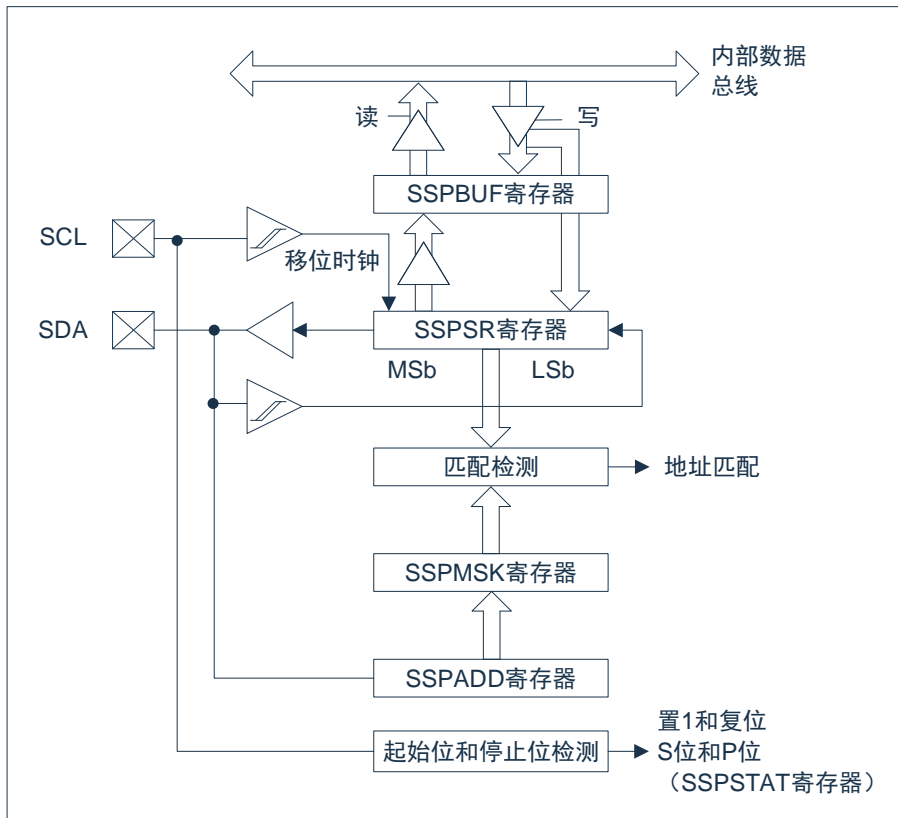 内部数据
总线
读
写
SSPBUF寄存器
SCL
移位时钟
SDA
SSPSR寄存器
MSb
LSb
匹配检测
地址匹配
SSPMSK寄存器
SSPADD寄存器
起始位和停止位检测
置1和复位
S位和P位
（SSPSTAT寄存器）